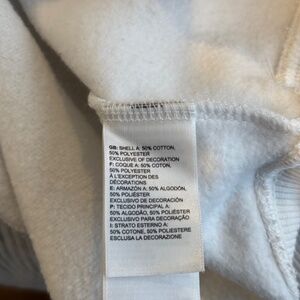 GB: SHELL A: 50% COTTON,
50% POLYESTER
EXCLUSIVE OF DECORATION
F: COQUE A: 50% COTON,
50% POLYESTER
À L'EXCEPTION DES
DÉCORATIONS
E: ARMAZÓN A: 50% ALGODÓN,
50% POLIÉSTER
EXCLUSIVO DE DECORACIÓN
P: TECIDO PRINCIPAL A:
50% ALGODÃO, 50% POLIÉSTER
EXCLUSIVO PARA DECORAÇÃO
I: STRATO ESTERNO A:
50% COTONE, 50% POLIESTERE
ESCLUSA LA DECORAZIONE